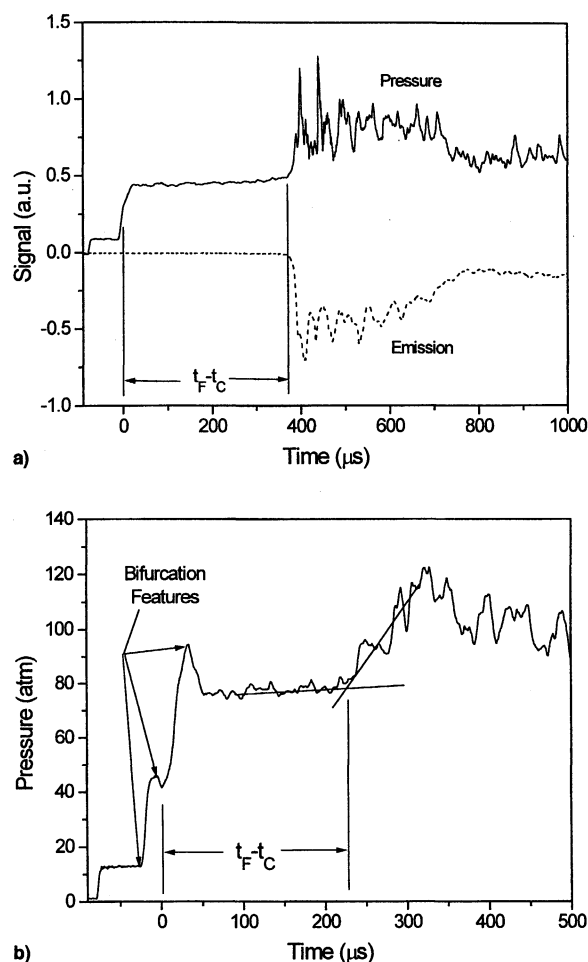 1.5
1.0
0.5
0.0
-0.5
-1.0
Signal (a.u.)
Pressure
Emission
t_F-t_C
0 200 400 600 800 1000
Time (µs)
a)
140
120
100
80
60
40
20
0
Pressure (atm)
Bifurcation
Features
t_F-t_C
0 100 200 300 400 500
Time (µs)
b)